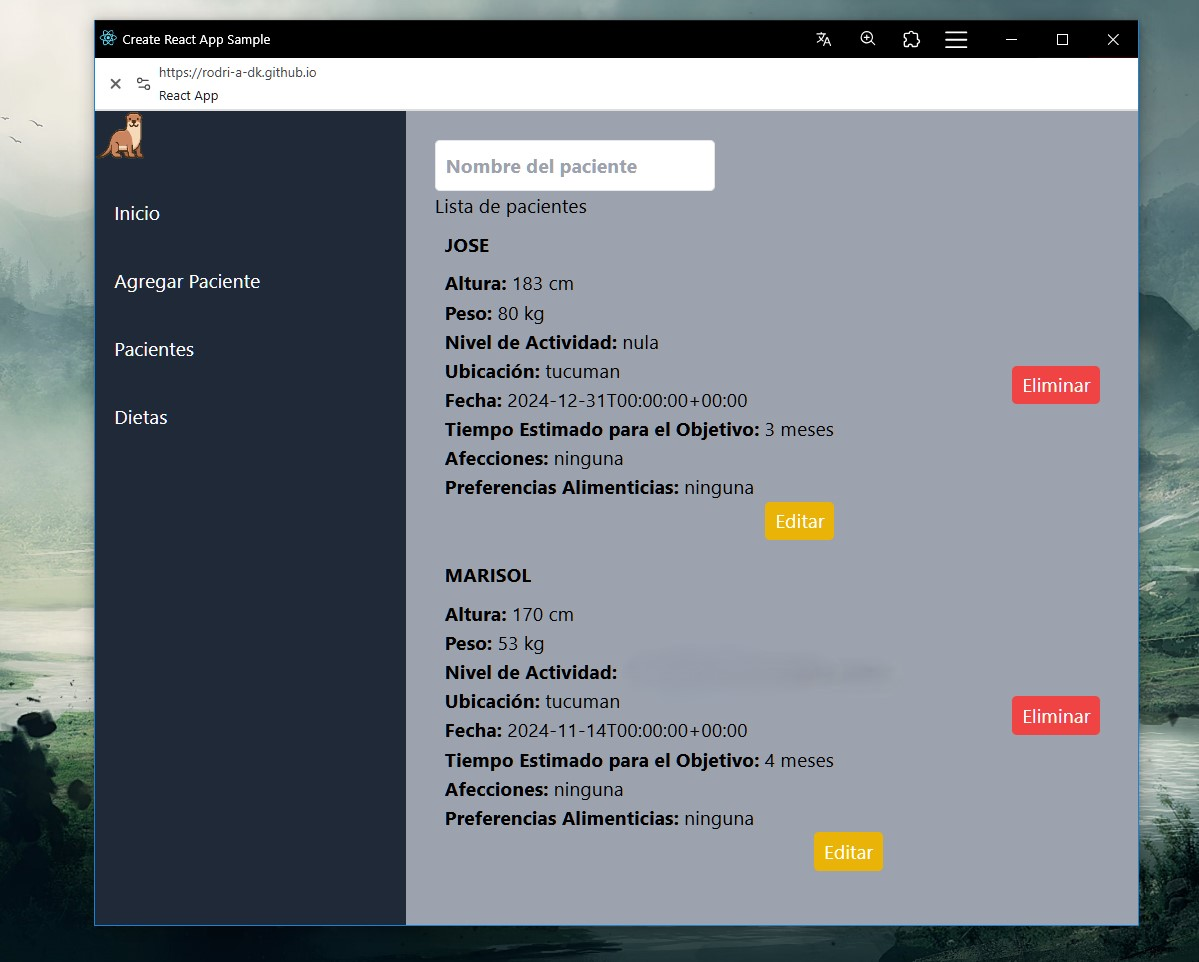 Create React App Sample
https://rodri-a-dk.github.io
React App
Inicio
Agregar Paciente
Pacientes
Dietas
Nombre del paciente
Lista de pacientes
JOSE
Altura: 183 cm
Peso: 80 kg
Nivel de Actividad: nula
Ubicación: tucuman
Fecha: 2024-12-31T00:00:00+00:00
Tiempo Estimado para el Objetivo: 3 meses
Afecciones: ninguna
Preferencias Alimenticias: ninguna
Eliminar
Editar
MARISOL
Altura: 170 cm
Peso: 53 kg
Nivel de Actividad:
Ubicación: tucuman
Fecha: 2024-11-14T00:00:00+00:00
Tiempo Estimado para el Objetivo: 4 meses
Afecciones: ninguna
Preferencias Alimenticias: ninguna
Eliminar
Editar